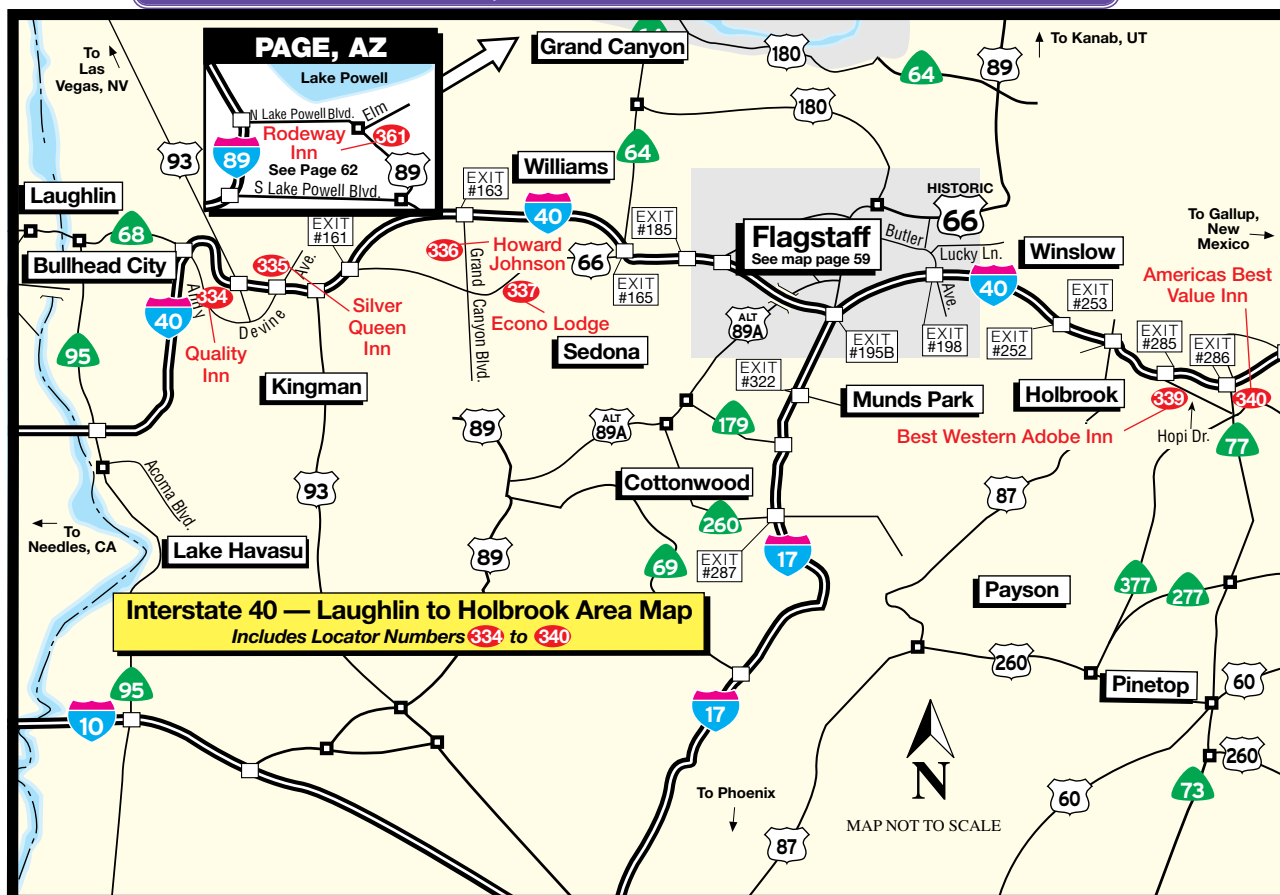 To
Las
Vegas, NV
PAGE, AZ
Lake Powell
N Lake Powell Blvd.
Elm
Rodeway
Inn
361
See Page 62
89
89
S Lake Powell Blvd.
Grand Canyon
64
180
64
89
To Kanab, UT
180
93
Laughlin
68
Bullhead City
EXIT
#161
EXIT
#163
Williams
64
40
EXIT
#185
HISTORIC
66
Flagstaff
See map page 59
Butler
Ave.
Lucky Ln.
Winslow
To Gallup,
New
Mexico
336
Howard
Johnson
66
EXIT
#165
335
Ave.
334
Andy
Devine
40
Quality
Inn
Silver
Queen
Inn
337
Econo Lodge
Grand Canyon Blvd.
Sedona
ALT
89A
EXIT
#195B
EXIT
#198
40
EXIT
#252
EXIT
#253
EXIT
#285
EXIT
#286
Americas Best
Value Inn
95
Kingman
EXIT
#322
Munds Park
Holbrook
339
340
Best Western Adobe Inn
Hopi Dr.
77
89
ALT
89A
179
Acoma Blvd.
93
Cottonwood
87
To
Needles, CA
Lake Havasu
89
260
EXIT
#287
17
69
Payson
377
277
Interstate 40 — Laughlin to Holbrook Area Map
Includes Locator Numbers 334 to 340
260
Pinetop
60
95
10
17
N
MAP NOT TO SCALE
260
73
60
To Phoenix
87